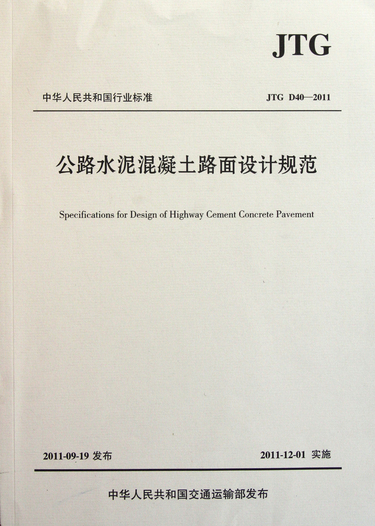 JTG
中华人民共和国行业标准 JTG D40—2011
公路水泥混凝土路面设计规范
Specifications for Design of Highway Cement Concrete Pavement
2011-09-19 发布 2011-12-01 实施
中华人民共和国交通运输部发布